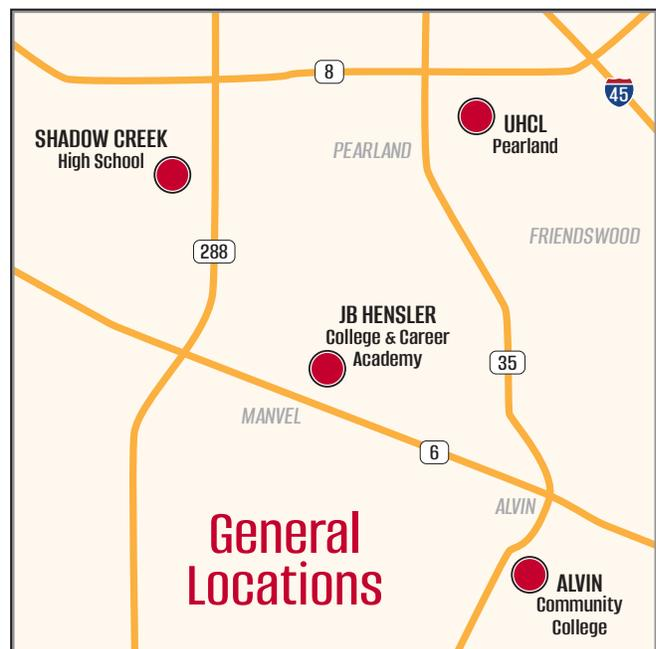 8
45
UHCL
Pearland
SHADOW CREEK
High School
PEARLAND
FRIENDSWOOD
288
JB HENSLER
College & Career
Academy
35
MANVEL
6
ALVIN
General
Locations
ALVIN
Community
College